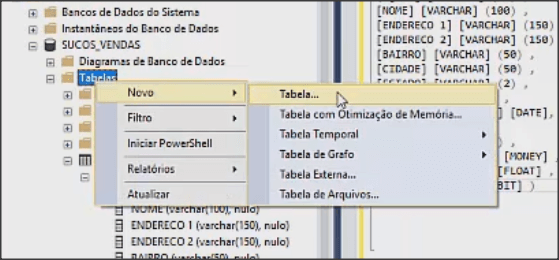 Bancos de Dados do Sistema
Instantâneos do Banco de Dados
SUCOS_VENDAS
Diagramas de Banco de Dados
Tabelas
Novo
Filtro
Iniciar PowerShell
Relatórios
Atualizar
Tabela...
Tabela com Otimização de Memória...
Tabela Temporal
Tabela de Grafo
Tabela Externa...
Tabela de Arquivos...
NOME (varchar(100), nulo)
ENDERECO 1 (varchar(150), nulo)
ENDERECO 2 (varchar(150), nulo)
BAIRRO (varchar(50), nulo)
[NOME] [VARCHAR] (100) ,
[ENDERECO 1] [VARCHAR] (150)
[ENDERECO 2] [VARCHAR] (150)
[BAIRRO] [VARCHAR] (50) ,
[CIDADE] [VARCHAR] (50) ,
(2) ,
[DATE],
[MONEY]
[FLOAT] ,
BIT] )